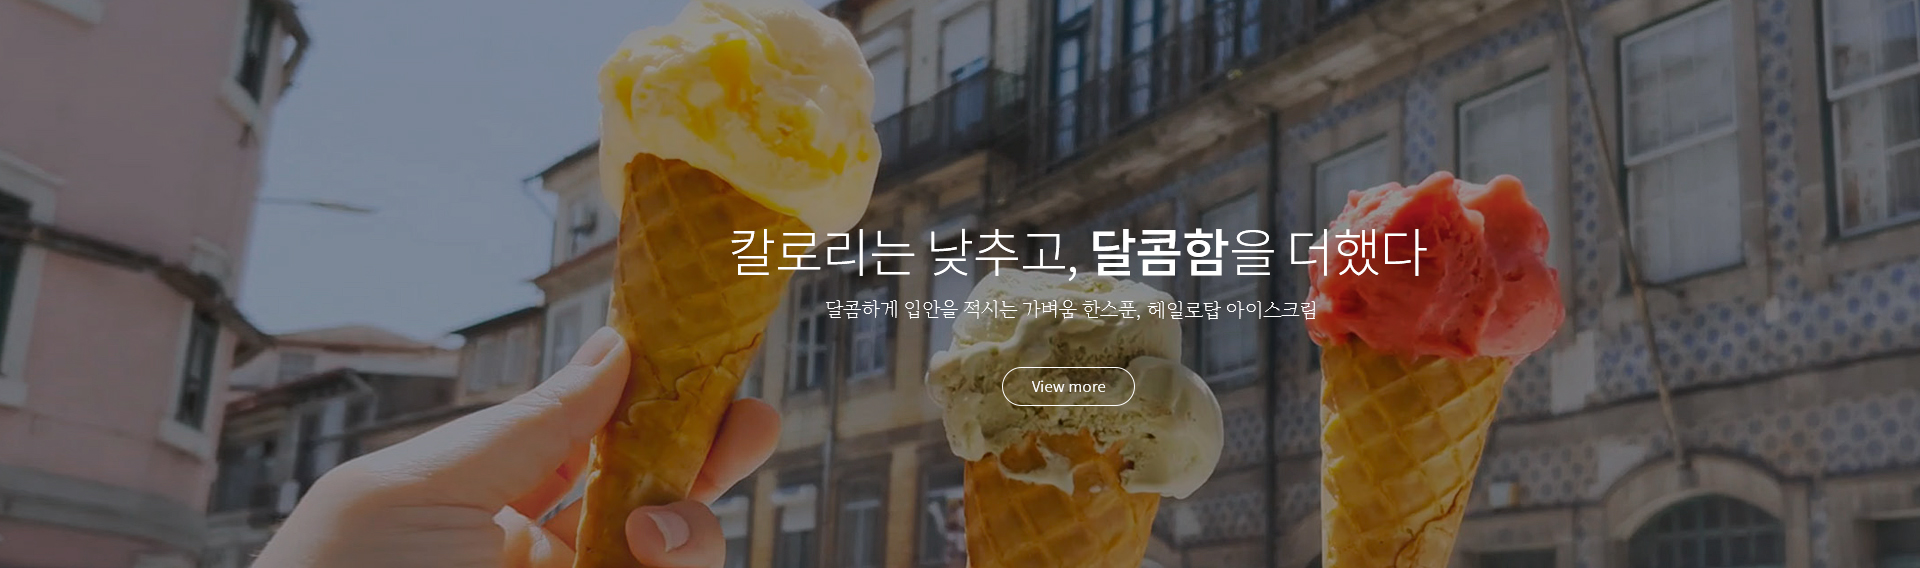 칼로리는 낮추고, 달콤함을 더했다
달콤하게 입안을 적시는 가벼움 한스푼, 헤일로탑 아이스크림
View more